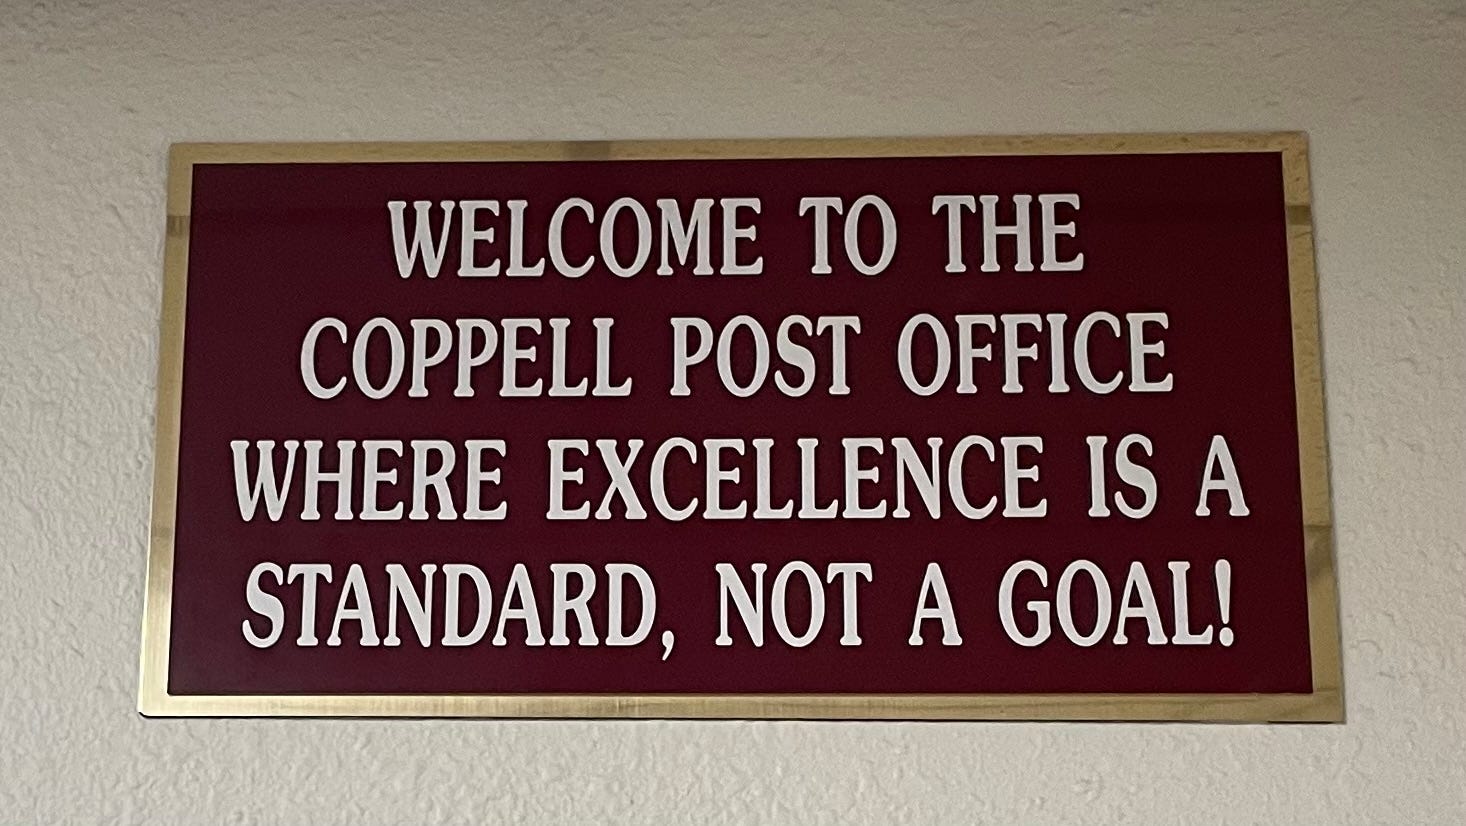 WELCOME TO THE
COPPELL POST OFFICE
WHERE EXCELLENCE IS A
STANDARD, NOT A GOAL!